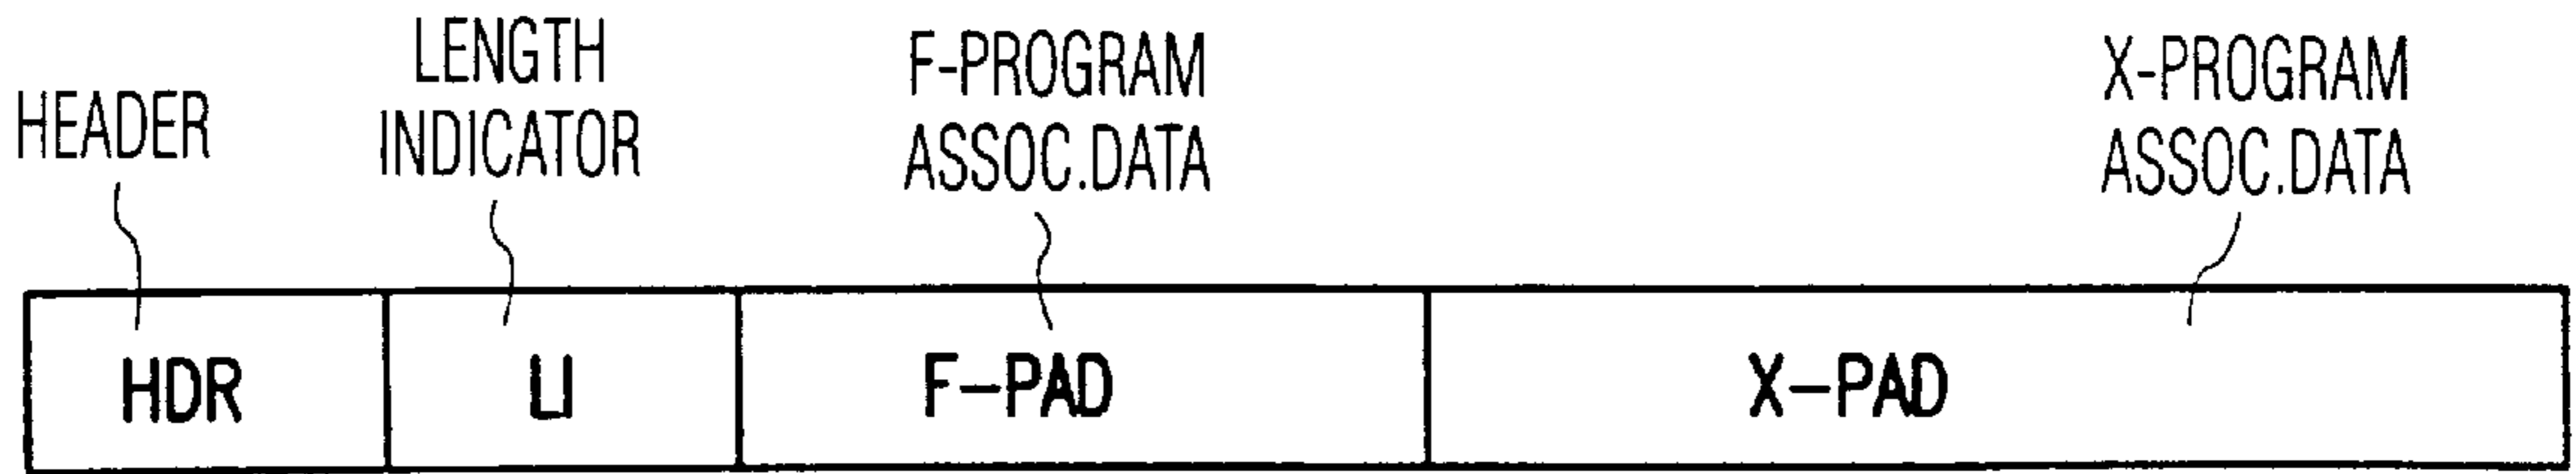 HEADER
LENGTH
INDICATOR
F-PROGRAM
ASSOC.DATA
X-PROGRAM
ASSOC.DATA
HDR
LI
F-PAD
X-PAD